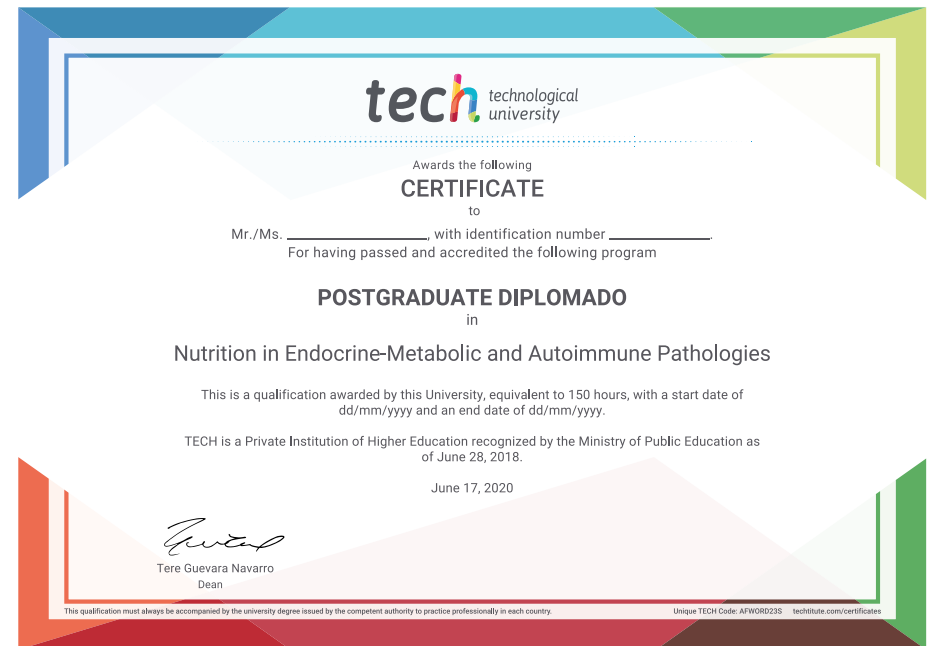 tech technological
university
Awards the following
CERTIFICATE
to
Mr./Ms. ____________________, with identification number ______________.
For having passed and accredited the following program
POSTGRADUATE DIPLOMADO
in
Nutrition in Endocrine-Metabolic and Autoimmune Pathologies
This is a qualification awarded by this University, equivalent to 150 hours, with a start date of
dd/mm/yyyy and an end date of dd/mm/yyyy.
TECH is a Private Institution of Higher Education recognized by the Ministry of Public Education as
of June 28, 2018.
June 17, 2020
Tere Guevara Navarro
Dean
This qualification must always be accompanied by the university degree issued by the competent authority to practice professionally in each country. Unique TECH Code: AFWORD23S techtitute.com/certificates